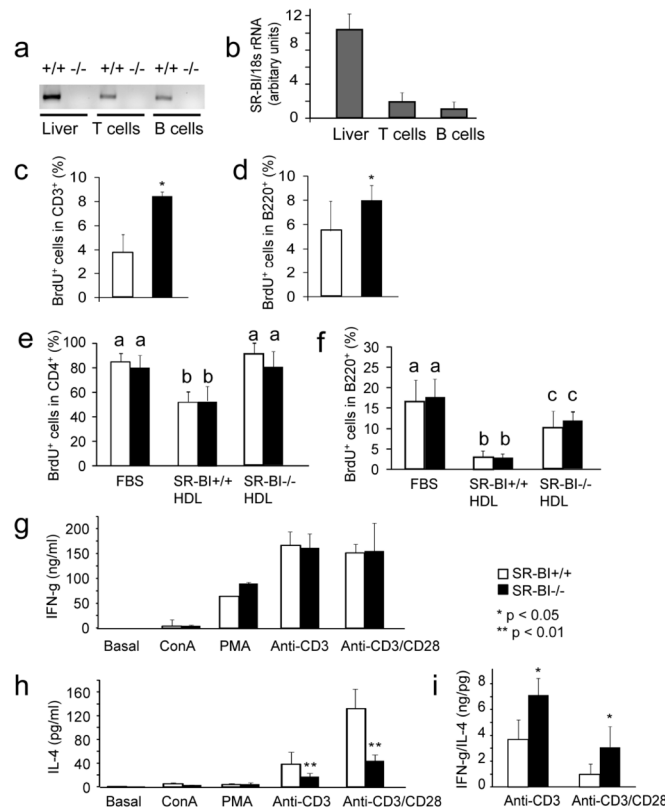 a
+/+ -/- +/+ -/- +/+ -/-
Liver T cells B cells
b
SR-BI/18s rRNA
(arbitary units)
12
8
4
0
Liver T cells B cells
c
BrdU⁺ cells in CD3⁺ (%)
10
8
6
4
2
0
*
d
BrdU⁺ cells in B220⁺ (%)
10
8
6
4
2
0
*
e
BrdU⁺ cells in CD4⁺ (%)
100
80
60
40
20
0
a a
b b
a a
FBS SR-BI+/+ SR-BI-/-
HDL HDL
f
BrdU⁺ cells in B220⁺ (%)
30
25
20
15
10
5
0
a a
b b
c c
FBS SR-BI+/+ SR-BI-/-
HDL HDL
g
IFN-g (ng/ml)
200
150
100
50
0
Basal ConA PMA Anti-CD3 Anti-CD3/CD28
SR-BI+/+
SR-BI-/-
* p < 0.05
** p < 0.01
h
IL-4 (pg/ml)
160
120
80
40
0
**
**
Basal ConA PMA Anti-CD3 Anti-CD3/CD28
i
IFN-g/IL-4 (ng/pg)
8
6
4
2
0
*
*
Anti-CD3 Anti-CD3/CD28